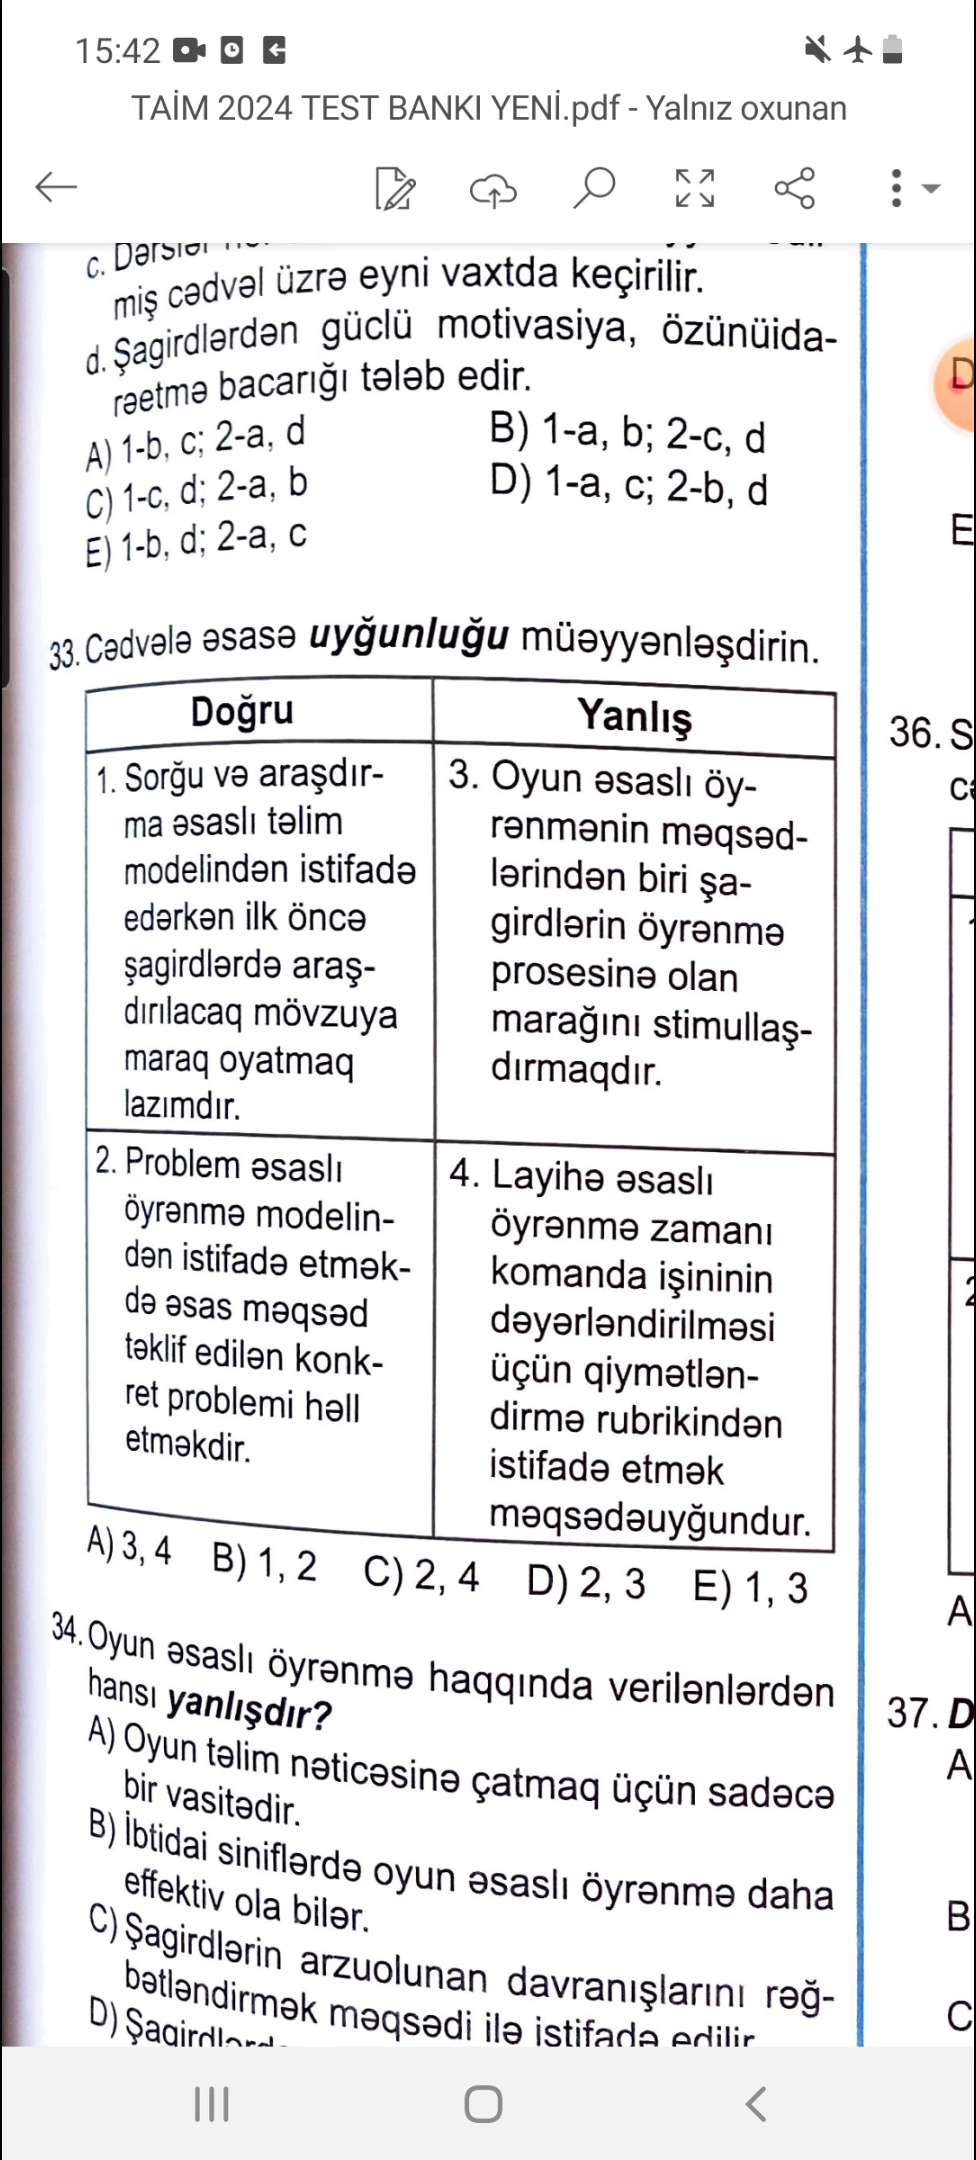 15:42
TAİM 2024 TEST BANKI YENİ.pdf - Yalnız oxunan
c. Dərslər
miş cədvəl üzrə eyni vaxtda keçirilir.
d. Şagirdlərdən güclü motivasiya, özünüida-
rəetmə bacarığı tələb edir.
A) 1-b, c; 2-a, d
B) 1-a, b; 2-c, d
C) 1-c, d; 2-a, b
D) 1-a, c; 2-b, d
E) 1-b, d; 2-a, c
33. Cədvələ əsasə uyğunluğu müəyyənləşdirin.
Doğru
Yanlış
1. Sorğu və araşdır-
ma əsaslı təlim
modelindən istifadə
edərkən ilk öncə
şagirdlərdə araş-
dırılacaq mövzuya
maraq oyatmaq
lazımdır.
3. Oyun əsaslı öy-
rənmənin məqsəd-
lərindən biri şa-
girdlərin öyrənmə
prosesinə olan
marağını stimullaş-
dırmaqdır.
2. Problem əsaslı
öyrənmə modelin-
dən istifadə etmək-
də əsas məqsəd
təklif edilən konk-
ret problemi həll
etməkdir.
4. Layihə əsaslı
öyrənmə zamanı
komanda işininin
dəyərləndirilməsi
üçün qiymətlən-
dirmə rubrikindən
istifadə etmək
məqsədəuyğundur.
A) 3, 4 B) 1, 2 C) 2, 4 D) 2, 3 E) 1, 3
34. Oyun əsaslı öyrənmə haqqında verilənlərdən
hansı yanlışdır?
A) Oyun təlim nəticəsinə çatmaq üçün sadəcə
bir vasitədir.
B) İbtidai siniflərdə oyun əsaslı öyrənmə daha
effektiv ola bilər.
C) Şagirdlərin arzuolunan davranışlarını rəğ-
bətləndirmək məqsədi ilə istifadə edilir
D) Şagirdlərd
D
E
36. S
cə
A
37. D
A
B
C